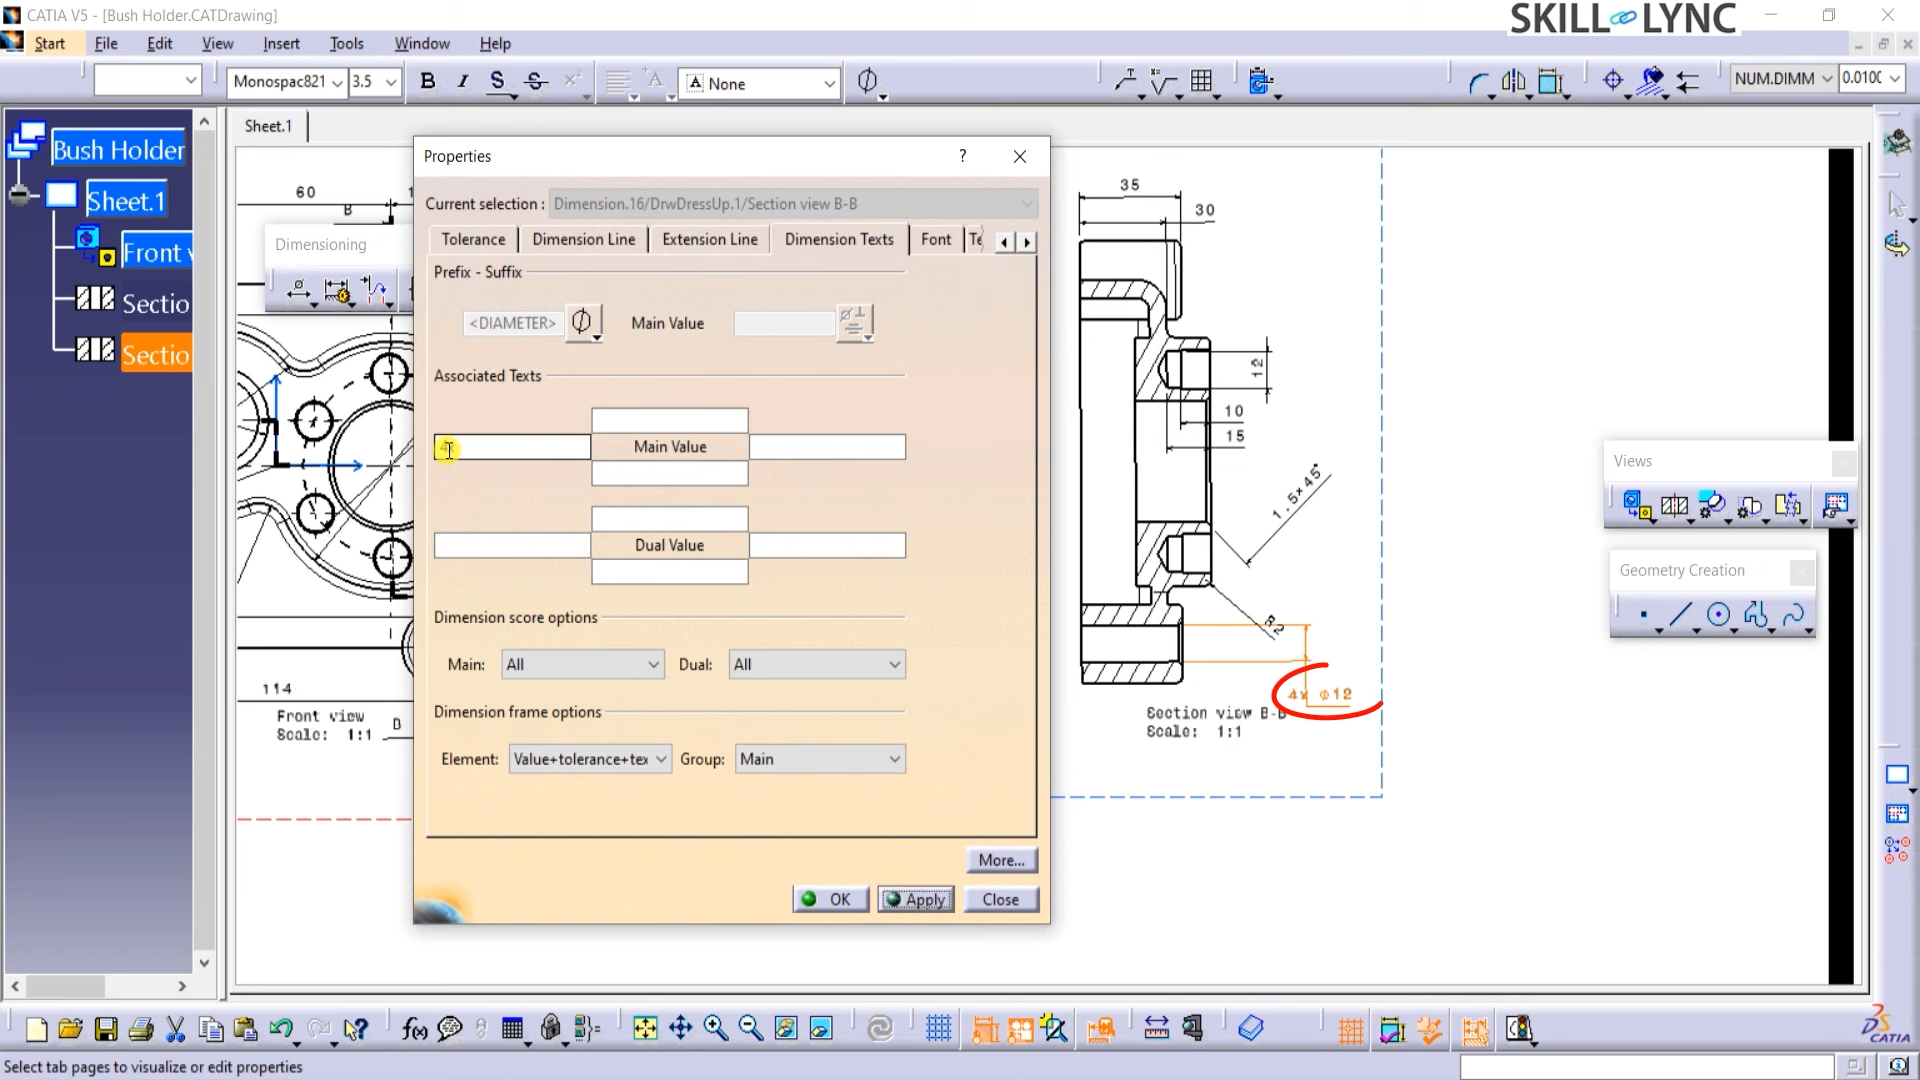 CATIA V5 - [Bush Holder.CATDrawing]
SKILL LYNC
Start File Edit View Insert Tools Window Help
Monospac821 3.5 B I S S None NUM.DIMM
Sheet.1
Bush Holder
Sheet.1
Front v
Sectio
Sectio
60
B
Dimensioning
114
Front view
Scale: 1:1
B
Properties
?
Current selection : Dimension.16/DrwDressUp.1/Section view B-B
Tolerance Dimension Line Extension Line Dimension Texts Font Te
Prefix - Suffix
<DIAMETER> Main Value
Associated Texts
4x
Main Value
Dual Value
Dimension score options
Main: All Dual: All
Dimension frame options
Element: Value+tolerance+tex Group: Main
More...
OK Apply Close
35
30
12
10
15
1.5×45°
R2
4x Φ12
Section view B-B
Scale: 1:1
Views
Geometry Creation
f(x)
CATIA
Select tab pages to visualize or edit properties